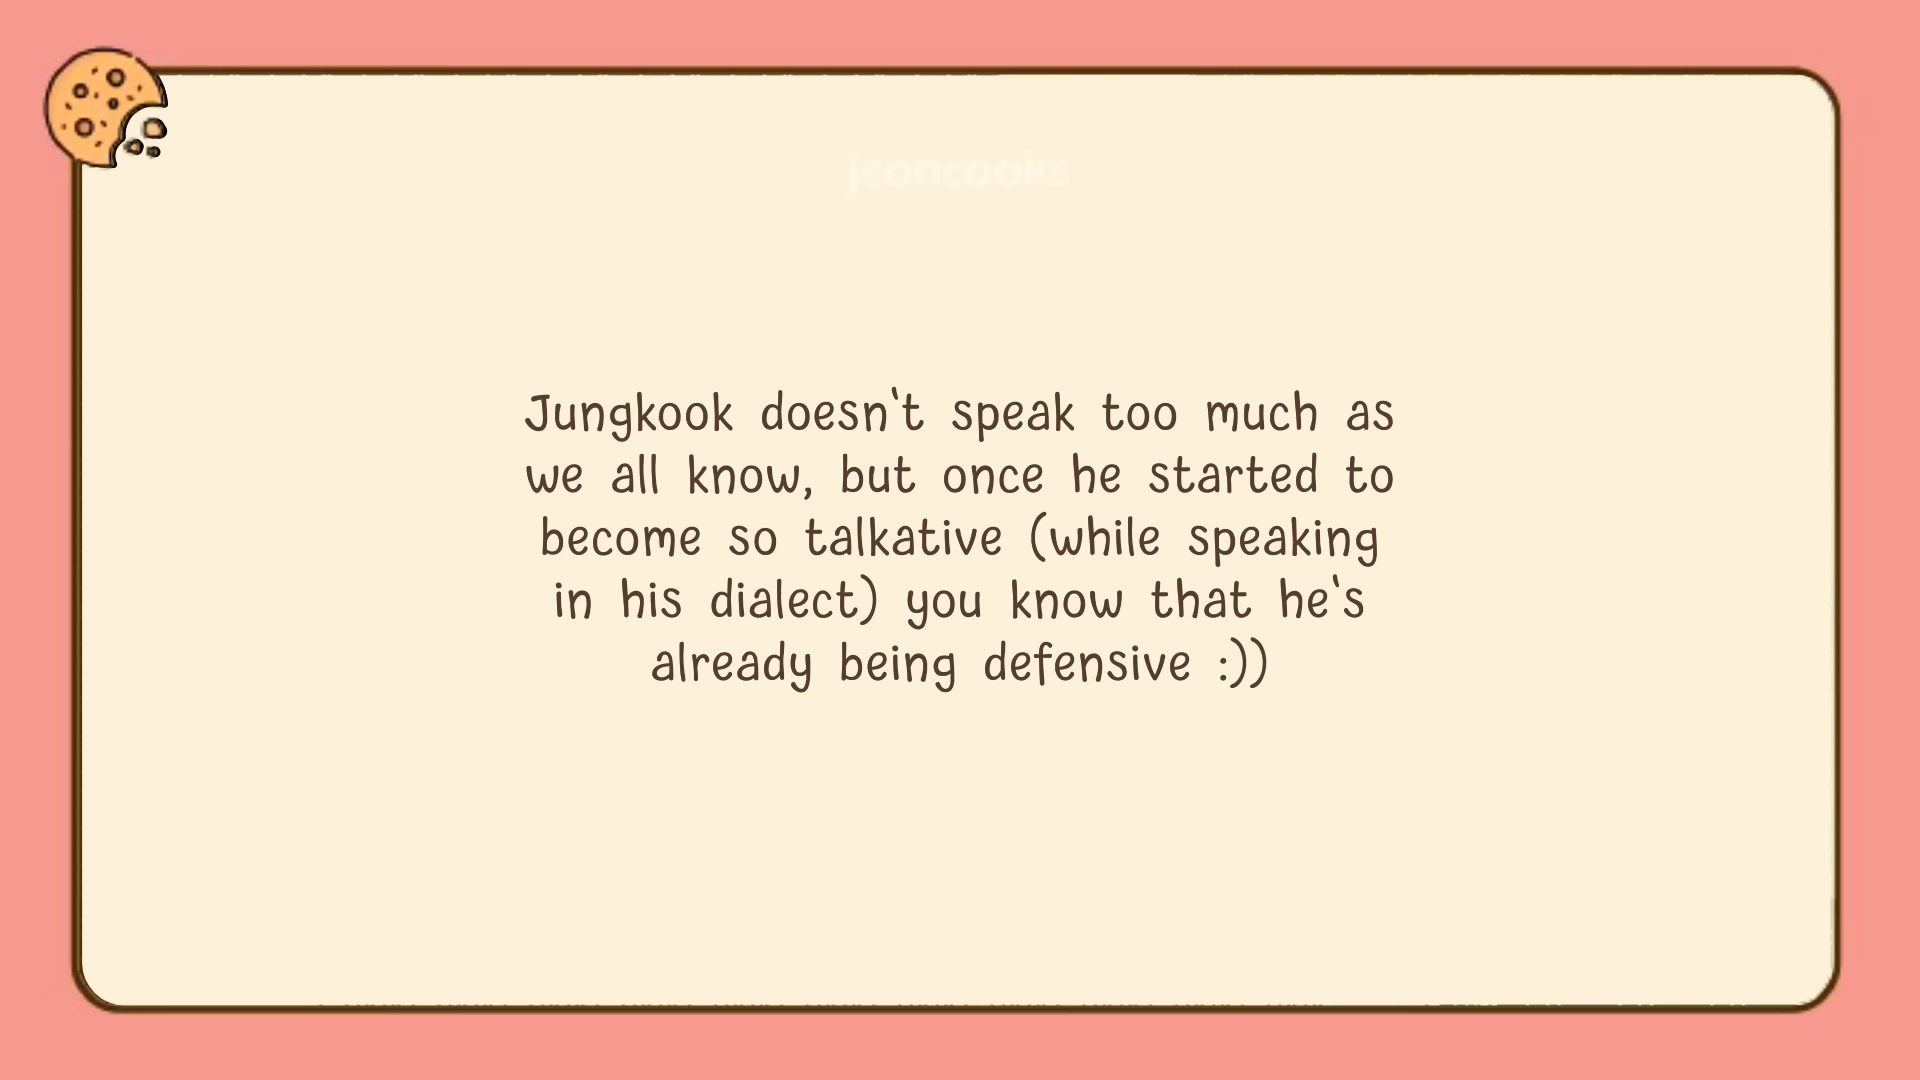 jeoncooks
Jungkook doesn't speak too much as
we all know, but once he started to
become so talkative (while speaking
in his dialect) you know that he's
already being defensive :))